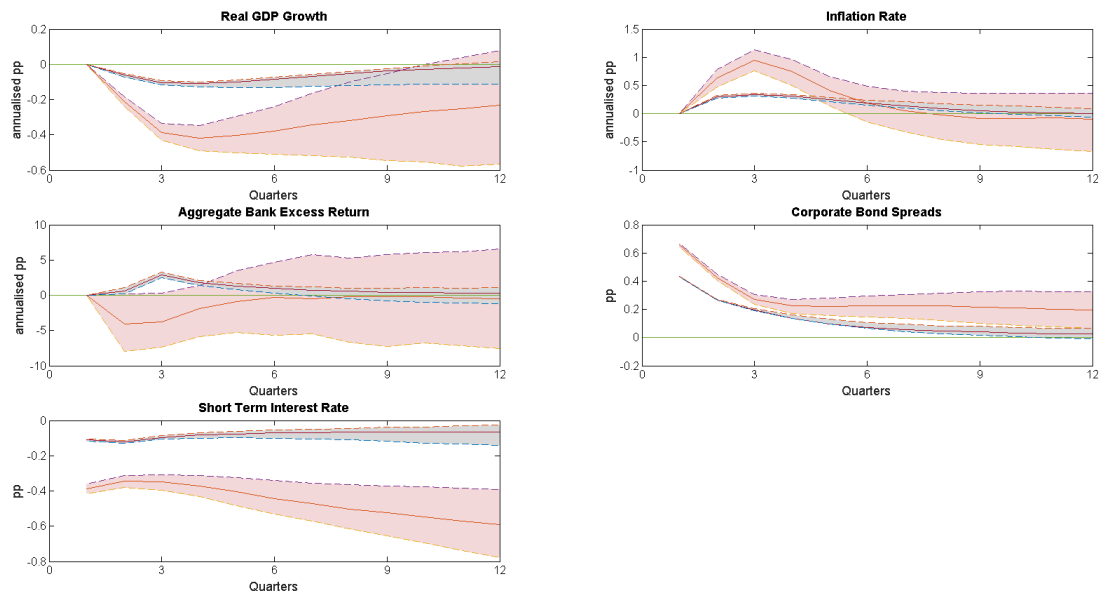 Real GDP Growth
annualised pp
0.2
0
-0.2
-0.4
-0.6
0 3 6 9 12
Quarters
Inflation Rate
annualised pp
1.5
1
0.5
0
-0.5
-1
0 3 6 9 12
Quarters
Aggregate Bank Excess Return
annualised pp
10
5
0
-5
-10
0 3 6 9 12
Quarters
Corporate Bond Spreads
pp
0.8
0.6
0.4
0.2
0
-0.2
0 3 6 9 12
Quarters
Short Term Interest Rate
pp
0
-0.2
-0.4
-0.6
-0.8
0 3 6 9 12
Quarters